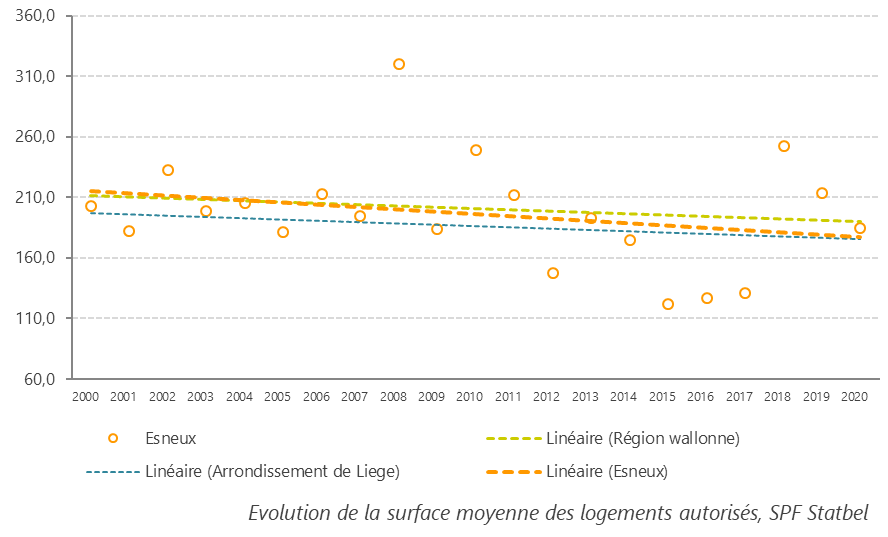 360,0
310,0
260,0
210,0
160,0
110,0
60,0
2000 2001 2002 2003 2004 2005 2006 2007 2008 2009 2010 2011 2012 2013 2014 2015 2016 2017 2018 2019 2020
Esneux
Linéaire (Région wallonne)
Linéaire (Arrondissement de Liege)
Linéaire (Esneux)
Evolution de la surface moyenne des logements autorisés, SPF Statbel